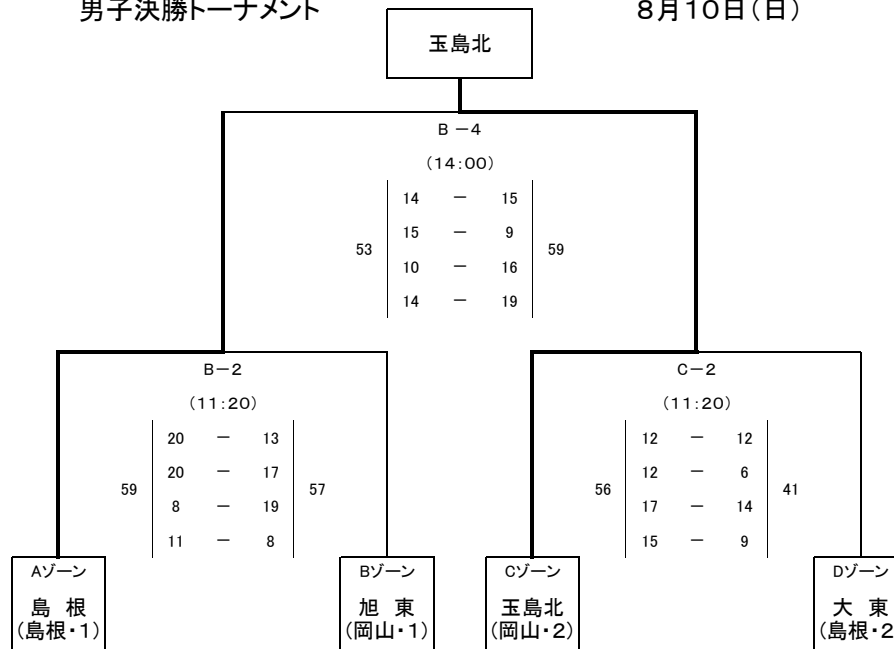 男子決勝トーナメント 8月10日(日)
玉島北
B－4
(14:00)
14 － 15
15 － 9
53 59
10 － 16
14 － 19
B－2 C－2
(11:20) (11:20)
20 － 13 12 － 12
20 － 17 12 － 6
59 57 56 41
8 － 19 17 － 14
11 － 8 15 － 9
Aゾーン Bゾーン Cゾーン Dゾーン
島 根 旭 東 玉島北 大 東
(島根・1) (岡山・1) (岡山・2) (島根・2